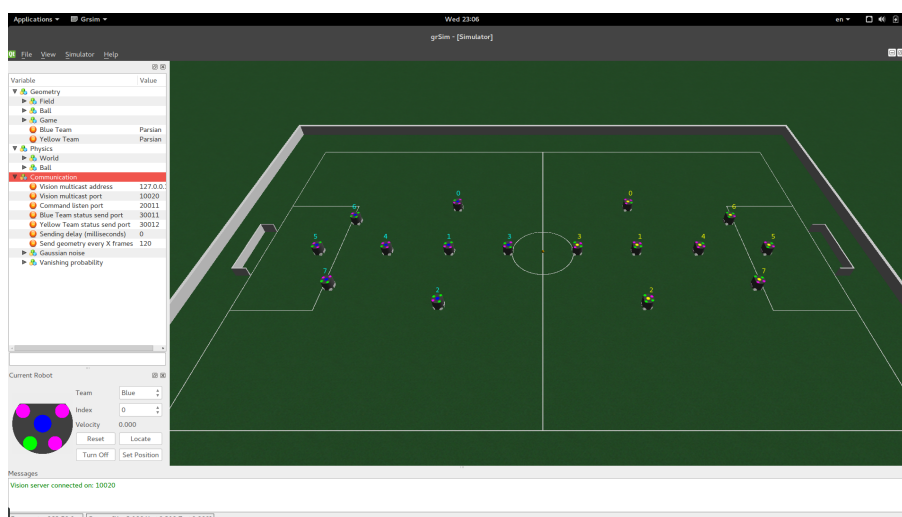 Applications Grsim Wed 23:06 en
grSim - [Simulator]
File View Simulator Help
Variable Value
Geometry
Field
Ball
Game
Blue Team Parsian
Yellow Team Parsian
Physics
World
Ball
Communication
Vision multicast address 127.0.0.
Vision multicast port 10020
Command listen port 20011
Blue Team status send port 30011
Yellow Team status send port 30012
Sending delay (milliseconds) 0
Send geometry every X frames 120
Gaussian noise
Vanishing probability
0 0
6 6
5 4 1 3 3 1 4 5
7 7
2 2
Current Robot
Team Blue
Index 0
Velocity 0.000
Reset Locate
Turn Off Set Position
Messages
Vision server connected on: 10020